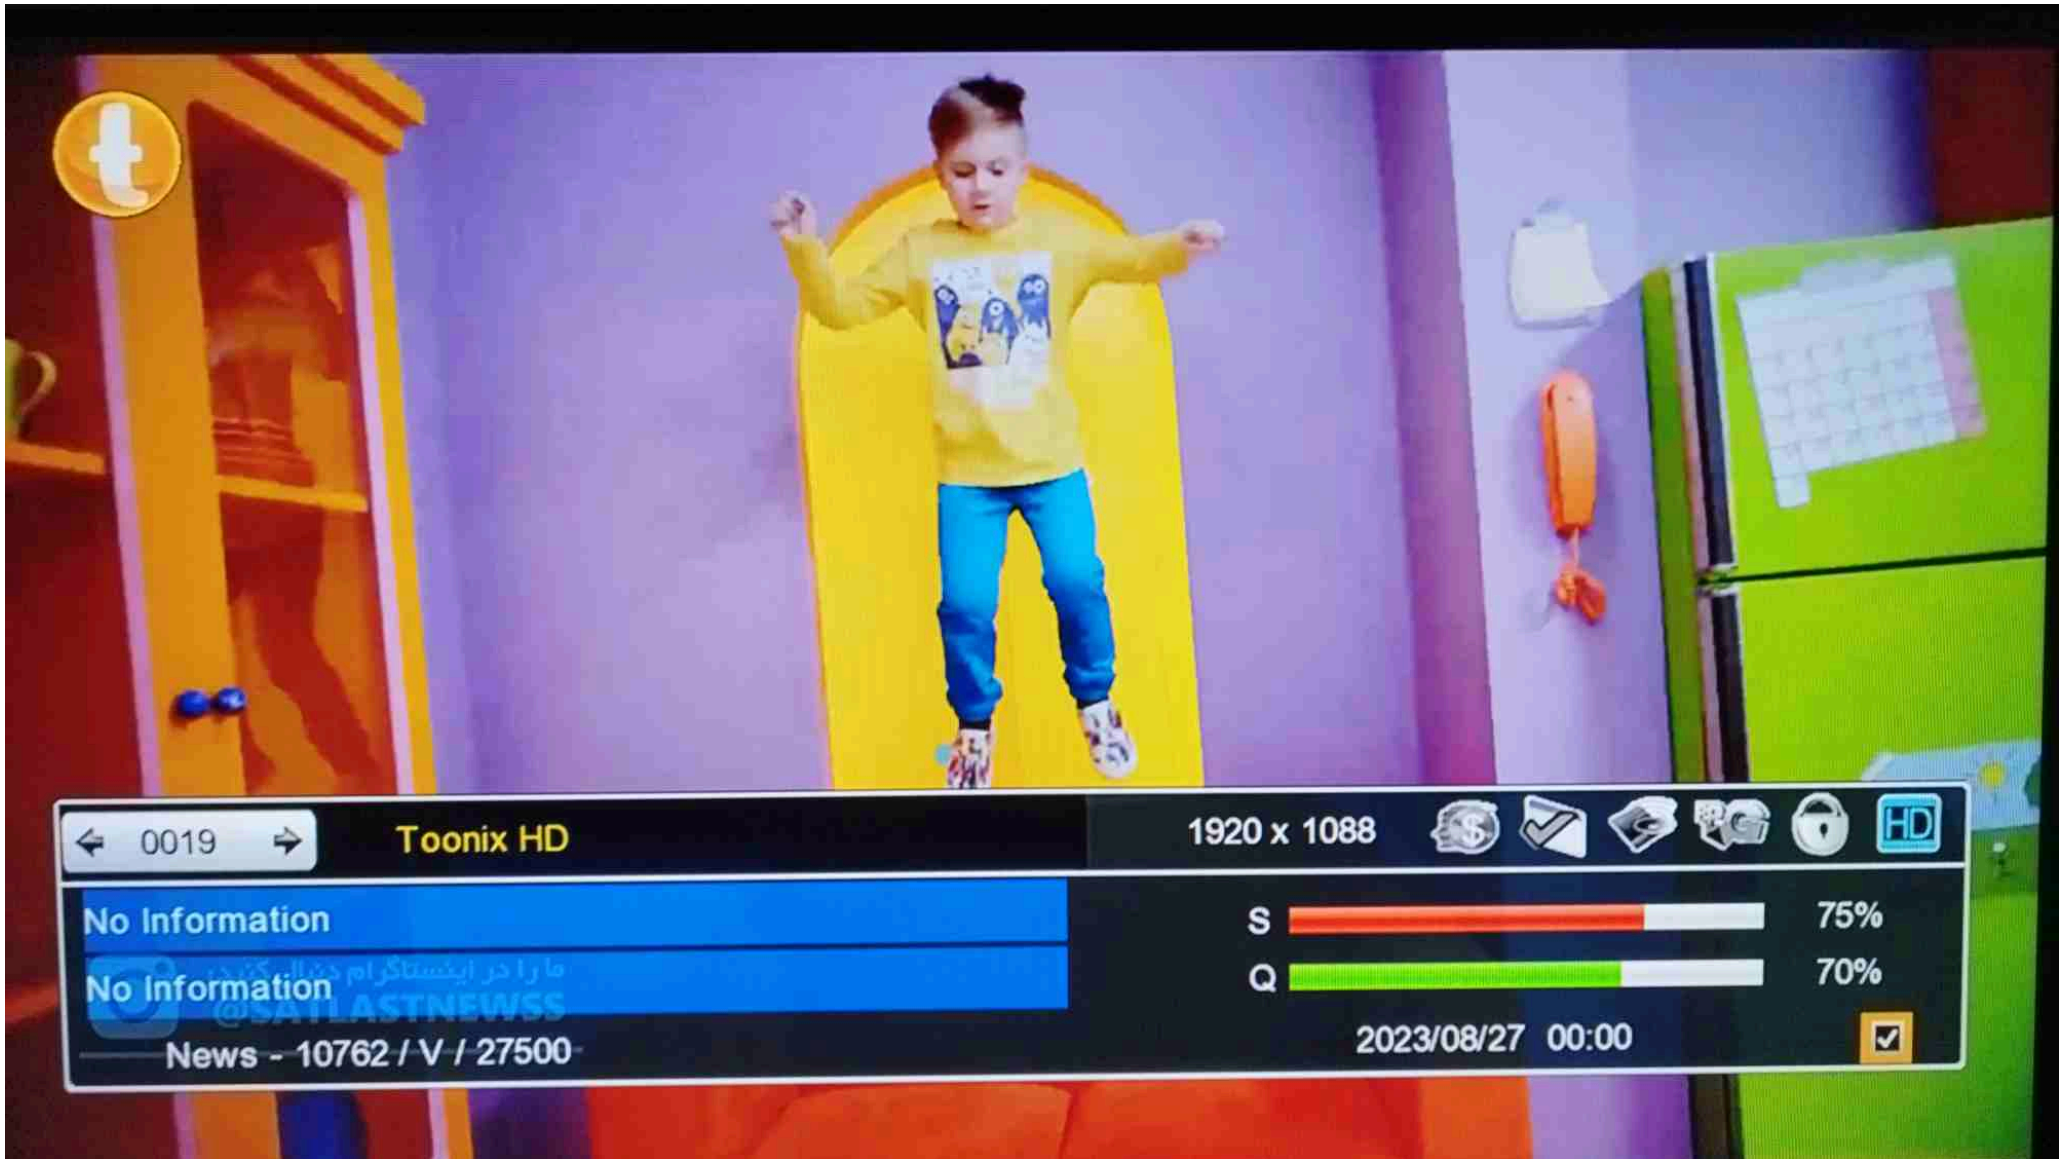 t
0019
Toonix HD
1920 x 1088
HD
No Information
S
75%
ما را در اینستاگرام دنبال کنید:
No Information
Q
70%
@SATLASTNEWSS
News - 10762 / V / 27500
2023/08/27 00:00